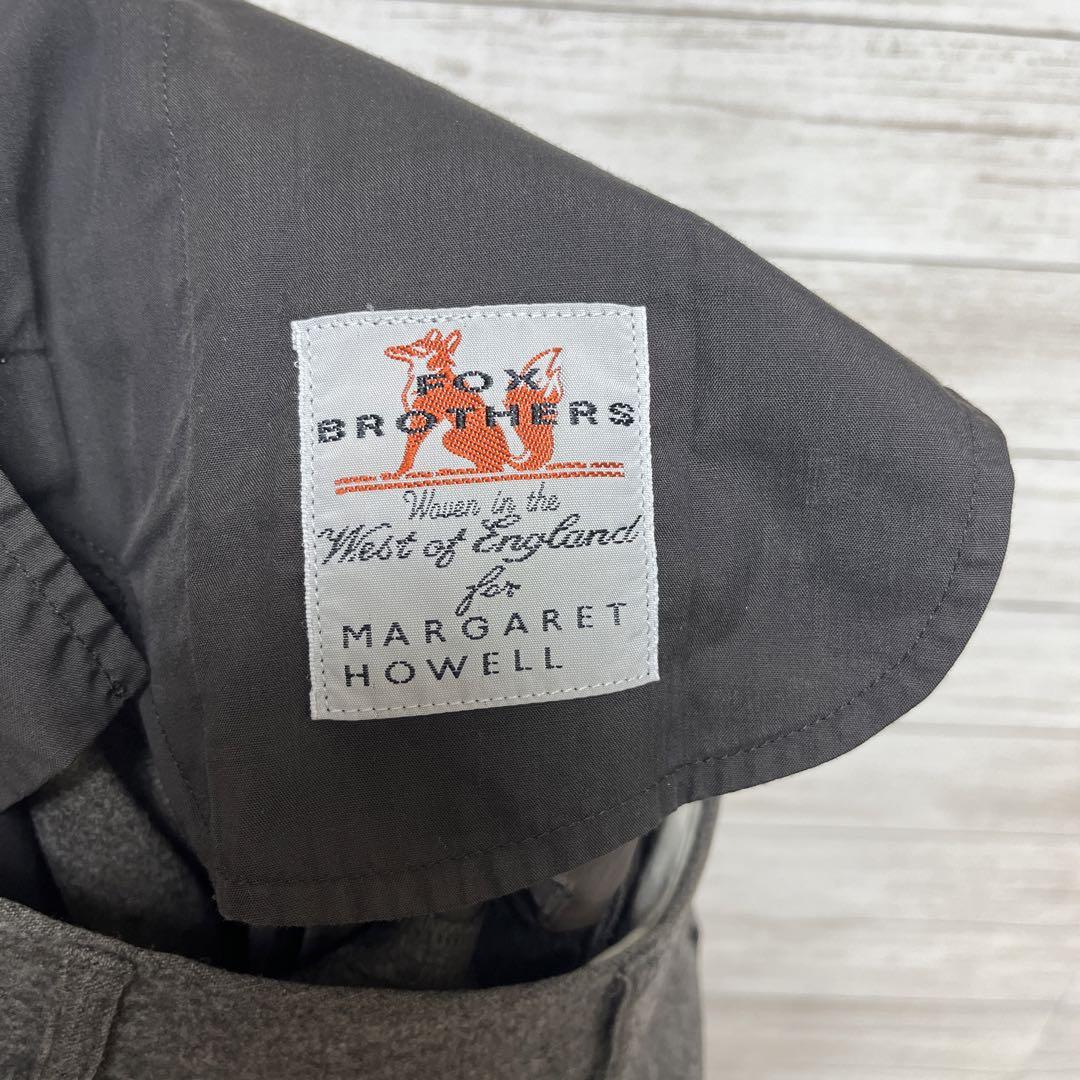 FOX
BROTHERS
Woven in the
West of England
for
MARGARET
HOWELL